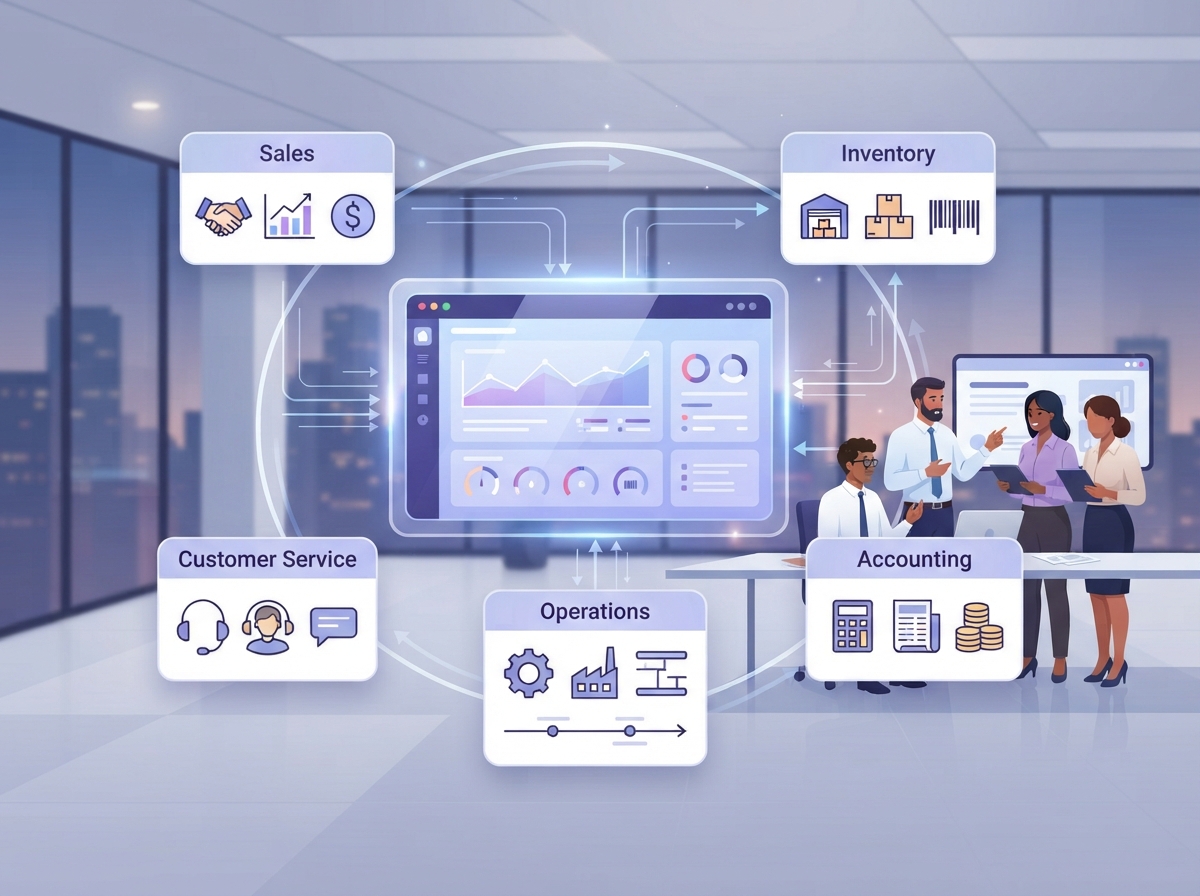 Sales
Inventory
$
Customer Service
Operations
Accounting